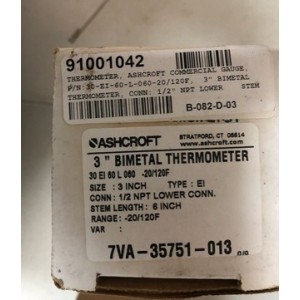 91001042
THERMOMETER, ASHCROFT COMMERCIAL GAUGE,
P/N:30-EI-60-L-060-20/120F, 3" BIMETAL
THERMOMETER, CONN: 1/2" NPT LOWER STEM
B-082-D-03
ASHCROFT
STRATFORD, CT 06614
www.ashcroft.com
3 " BIMETAL THERMOMETER
30 EI 60 L 060 -20/120F
SIZE : 3 INCH TYPE : EI
CONN: 1/2 NPT LOWER CONN.
STEM LENGTH: 6 INCH
RANGE: -20/120F
VAR :
7VA-35751-013